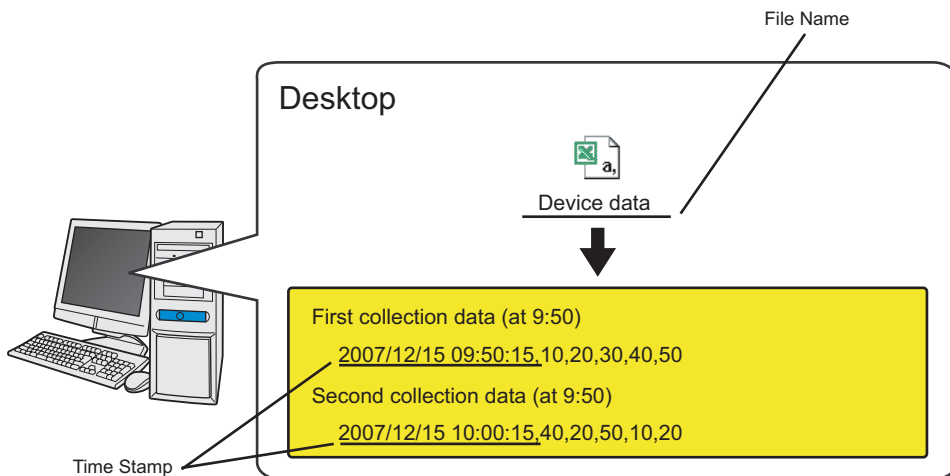 File Name
Desktop
a,
Device data
First collection data (at 9:50)
2007/12/15 09:50:15,10,20,30,40,50
Second collection data (at 9:50)
2007/12/15 10:00:15,40,20,50,10,20
Time Stamp